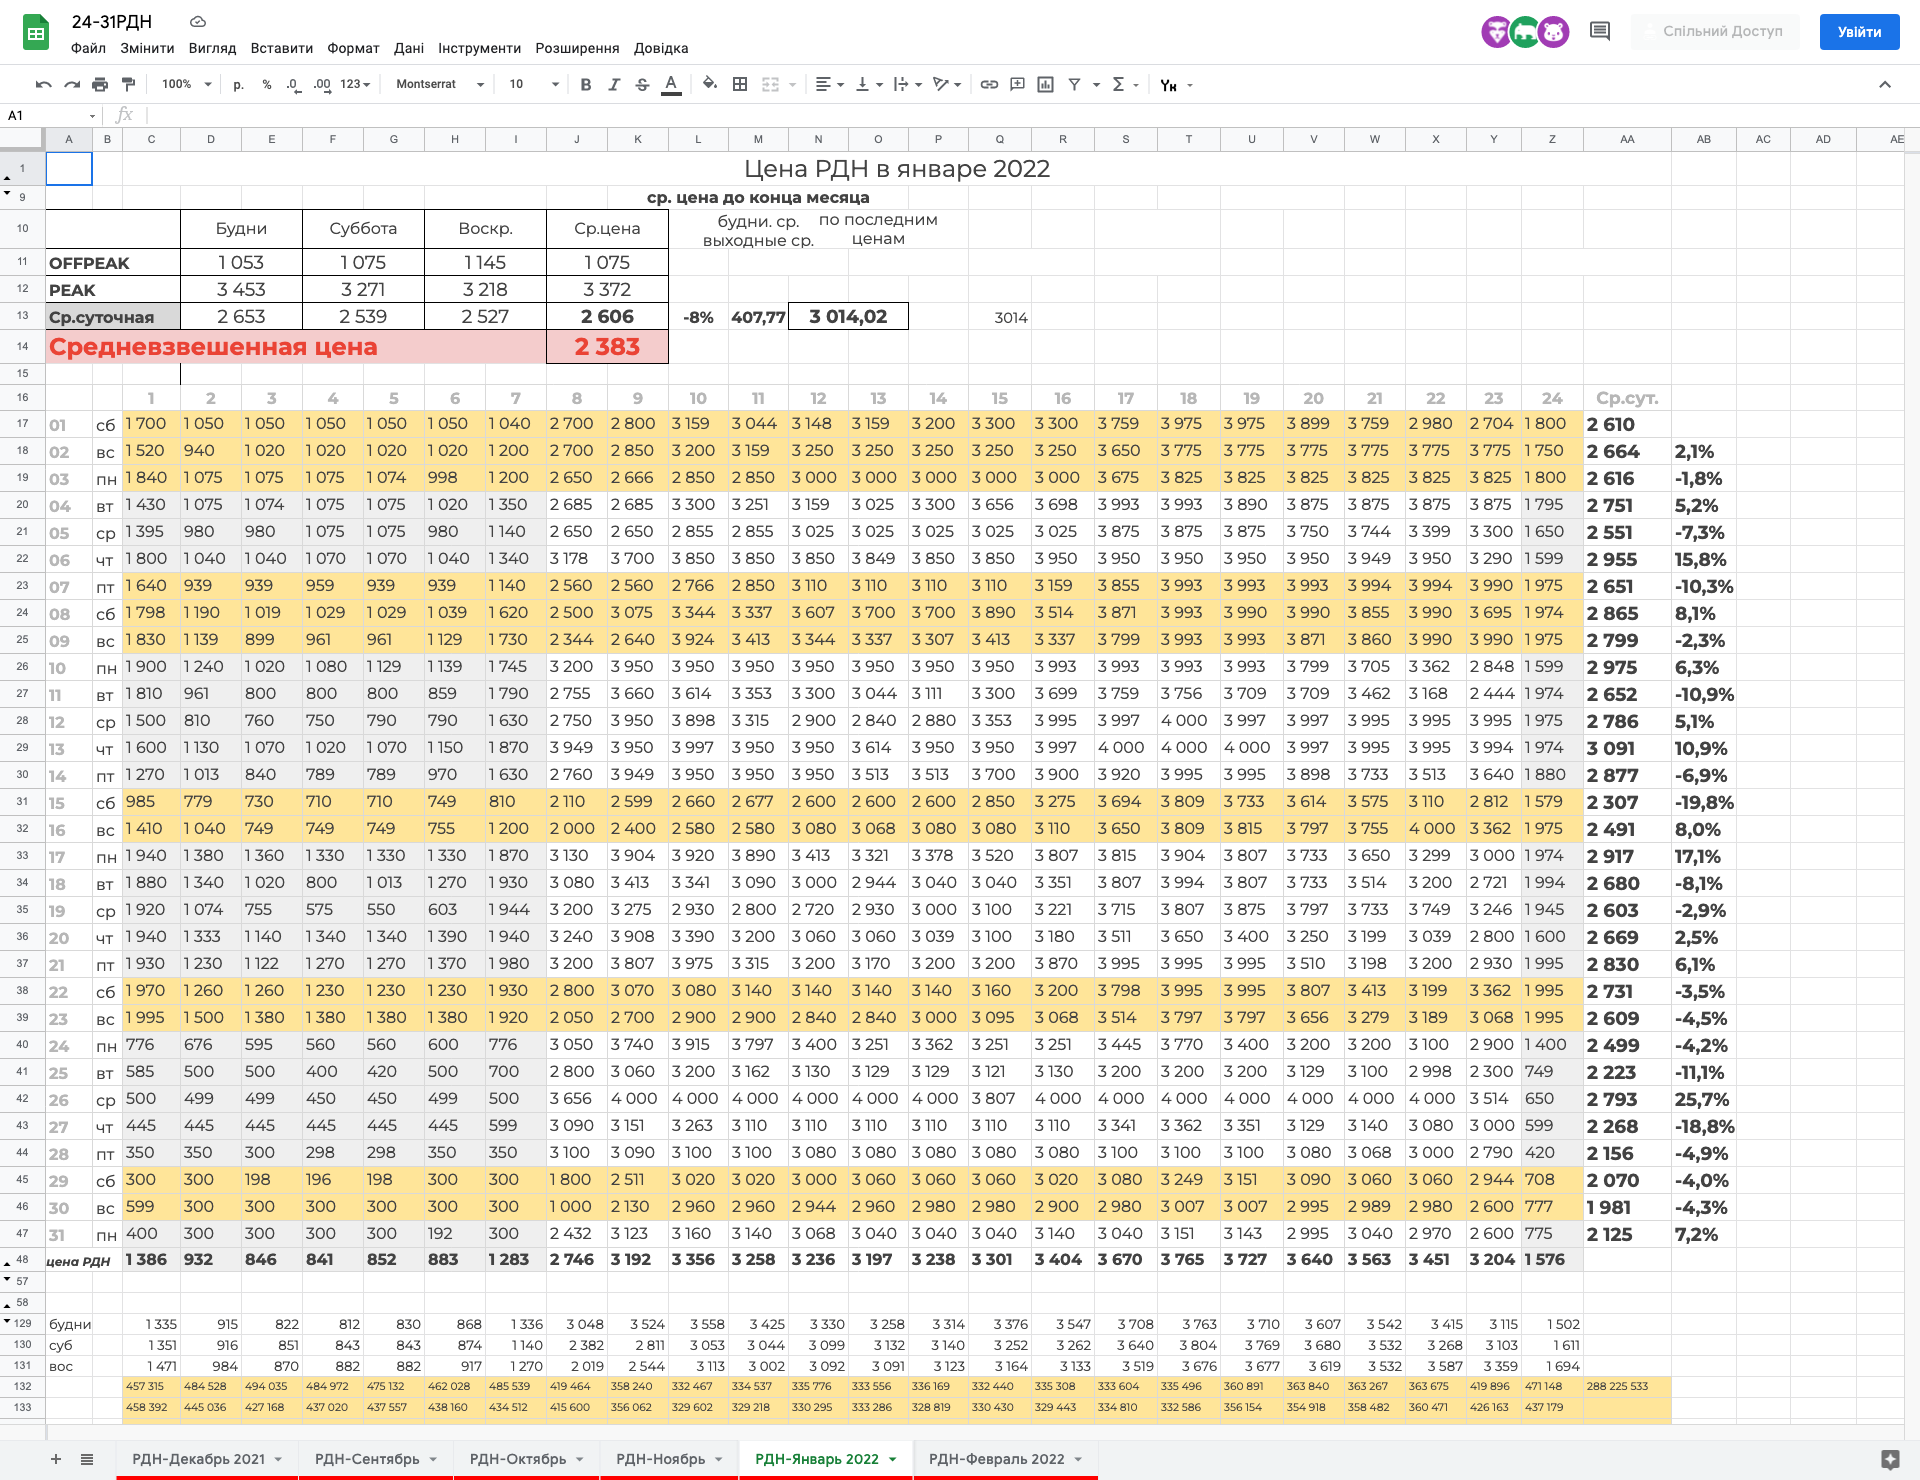 24-31РДН
Файл Змінити Вигляд Вставити Формат Дані Інструменти Розширення Довідка
Спільний Доступ
Увійти
100% р. % .0 .00 123 Montserrat 10 B I S A
A1 fx
A B C D E F G H I J K L M N O P Q R S T U V W X Y Z AA AB AC AD AE
1 Цена РДН в январе 2022
9 ср. цена до конца месяца
10 Будни Суббота Воскр. Ср.цена будни. ср. выходные ср. по последним ценам
11 OFFPEAK 1 053 1 075 1 145 1 075
12 PEAK 3 453 3 271 3 218 3 372
13 Ср.суточная 2 653 2 539 2 527 2 606 -8% 407,77 3 014,02 3014
14 Средневзвешенная цена 2 383
15
16 1 2 3 4 5 6 7 8 9 10 11 12 13 14 15 16 17 18 19 20 21 22 23 24 Ср.сут.
17 01 сб 1 700 1 050 1 050 1 050 1 050 1 050 1 040 2 700 2 800 3 159 3 044 3 148 3 159 3 200 3 300 3 300 3 759 3 975 3 975 3 899 3 759 2 980 2 704 1 800 2 610
18 02 вс 1 520 940 1 020 1 020 1 020 1 020 1 200 2 700 2 850 3 200 3 159 3 250 3 250 3 250 3 250 3 250 3 650 3 775 3 775 3 775 3 775 3 775 3 775 1 750 2 664 2,1%
19 03 пн 1 840 1 075 1 075 1 075 1 074 998 1 200 2 650 2 666 2 850 2 850 3 000 3 000 3 000 3 000 3 000 3 675 3 825 3 825 3 825 3 825 3 825 3 825 1 800 2 616 -1,8%
20 04 вт 1 430 1 075 1 074 1 075 1 075 1 020 1 350 2 685 2 685 3 300 3 251 3 159 3 025 3 300 3 656 3 698 3 993 3 993 3 890 3 875 3 875 3 875 3 875 1 795 2 751 5,2%
21 05 ср 1 395 980 980 1 075 1 075 980 1 140 2 650 2 650 2 855 2 855 3 025 3 025 3 025 3 025 3 025 3 875 3 875 3 875 3 750 3 744 3 399 3 300 1 650 2 551 -7,3%
22 06 чт 1 800 1 040 1 040 1 070 1 070 1 040 1 340 3 178 3 700 3 850 3 850 3 850 3 849 3 850 3 850 3 950 3 950 3 950 3 950 3 950 3 949 3 950 3 290 1 599 2 955 15,8%
23 07 пт 1 640 939 939 959 939 939 1 140 2 560 2 560 2 766 2 850 3 110 3 110 3 110 3 110 3 159 3 855 3 993 3 993 3 993 3 994 3 994 3 990 1 975 2 651 -10,3%
24 08 сб 1 798 1 190 1 019 1 029 1 029 1 039 1 620 2 500 3 075 3 344 3 337 3 607 3 700 3 700 3 890 3 514 3 871 3 993 3 990 3 990 3 855 3 990 3 695 1 974 2 865 8,1%
25 09 вс 1 830 1 139 899 961 961 1 129 1 730 2 344 2 640 3 924 3 413 3 344 3 337 3 307 3 413 3 337 3 799 3 993 3 993 3 871 3 860 3 990 3 990 1 975 2 799 -2,3%
26 10 пн 1 900 1 240 1 020 1 080 1 129 1 139 1 745 3 200 3 950 3 950 3 950 3 950 3 950 3 950 3 950 3 993 3 993 3 993 3 993 3 799 3 705 3 362 2 848 1 599 2 975 6,3%
27 11 вт 1 810 961 800 800 800 859 1 790 2 755 3 660 3 614 3 353 3 300 3 044 3 111 3 300 3 699 3 759 3 756 3 709 3 709 3 462 3 168 2 444 1 974 2 652 -10,9%
28 12 ср 1 500 810 760 750 790 790 1 630 2 750 3 950 3 898 3 315 2 900 2 840 2 880 3 353 3 995 3 997 4 000 3 997 3 997 3 995 3 995 3 995 1 975 2 786 5,1%
29 13 чт 1 600 1 130 1 070 1 020 1 070 1 150 1 870 3 949 3 950 3 997 3 950 3 950 3 614 3 950 3 950 3 997 4 000 4 000 4 000 3 997 3 995 3 995 3 994 1 974 3 091 10,9%
30 14 пт 1 270 1 013 840 789 789 970 1 630 2 760 3 949 3 950 3 950 3 950 3 513 3 513 3 700 3 900 3 920 3 995 3 995 3 898 3 733 3 513 3 640 1 880 2 877 -6,9%
31 15 сб 985 779 730 710 710 749 810 2 110 2 599 2 660 2 677 2 600 2 600 2 600 2 850 3 275 3 694 3 809 3 733 3 614 3 575 3 110 2 812 1 579 2 307 -19,8%
32 16 вс 1 410 1 040 749 749 749 755 1 200 2 000 2 400 2 580 2 580 3 080 3 068 3 080 3 080 3 110 3 650 3 809 3 815 3 797 3 755 4 000 3 362 1 975 2 491 8,0%
33 17 пн 1 940 1 380 1 360 1 330 1 330 1 330 1 870 3 130 3 904 3 920 3 890 3 413 3 321 3 378 3 520 3 807 3 815 3 904 3 807 3 733 3 650 3 299 3 000 1 974 2 917 17,1%
34 18 вт 1 880 1 340 1 020 800 1 013 1 270 1 930 3 080 3 413 3 341 3 090 3 000 2 944 3 040 3 040 3 351 3 807 3 994 3 807 3 733 3 514 3 200 2 721 1 994 2 680 -8,1%
35 19 ср 1 920 1 074 755 575 550 603 1 944 3 200 3 275 2 930 2 800 2 720 2 930 3 000 3 100 3 221 3 715 3 807 3 875 3 797 3 733 3 749 3 246 1 945 2 603 -2,9%
36 20 чт 1 940 1 333 1 140 1 340 1 340 1 390 1 940 3 240 3 908 3 390 3 200 3 060 3 060 3 039 3 100 3 180 3 511 3 650 3 400 3 250 3 199 3 039 2 800 1 600 2 669 2,5%
37 21 пт 1 930 1 230 1 122 1 270 1 270 1 370 1 980 3 200 3 807 3 975 3 315 3 200 3 170 3 200 3 200 3 870 3 995 3 995 3 995 3 510 3 198 3 200 2 930 1 995 2 830 6,1%
38 22 сб 1 970 1 260 1 260 1 230 1 230 1 230 1 930 2 800 3 070 3 080 3 140 3 140 3 140 3 140 3 160 3 200 3 798 3 995 3 995 3 807 3 413 3 199 3 362 1 995 2 731 -3,5%
39 23 вс 1 995 1 500 1 380 1 380 1 380 1 380 1 920 2 050 2 700 2 900 2 900 2 840 2 840 3 000 3 095 3 068 3 514 3 797 3 797 3 656 3 279 3 189 3 068 1 995 2 609 -4,5%
40 24 пн 776 676 595 560 560 600 776 3 050 3 740 3 915 3 797 3 400 3 251 3 362 3 251 3 251 3 445 3 770 3 400 3 200 3 200 3 100 2 900 1 400 2 499 -4,2%
41 25 вт 585 500 500 400 420 500 700 2 800 3 060 3 200 3 162 3 130 3 129 3 129 3 121 3 130 3 200 3 200 3 200 3 129 3 100 2 998 2 300 749 2 223 -11,1%
42 26 ср 500 499 499 450 450 499 500 3 656 4 000 4 000 4 000 4 000 4 000 4 000 3 807 4 000 4 000 4 000 4 000 4 000 4 000 4 000 3 514 650 2 793 25,7%
43 27 чт 445 445 445 445 445 445 599 3 090 3 151 3 263 3 110 3 110 3 110 3 110 3 110 3 110 3 341 3 362 3 351 3 129 3 140 3 080 3 000 599 2 268 -18,8%
44 28 пт 350 350 300 298 298 350 350 3 100 3 090 3 100 3 100 3 080 3 080 3 080 3 080 3 080 3 100 3 100 3 100 3 080 3 068 3 000 2 790 420 2 156 -4,9%
45 29 сб 300 300 198 196 198 300 300 1 800 2 511 3 020 3 020 3 000 3 060 3 060 3 060 3 020 3 080 3 249 3 151 3 090 3 060 3 060 2 944 708 2 070 -4,0%
46 30 вс 599 300 300 300 300 300 300 1 000 2 130 2 960 2 960 2 944 2 960 2 980 2 980 2 900 2 980 3 007 3 007 2 995 2 989 2 980 2 600 777 1 981 -4,3%
47 31 пн 400 300 300 300 300 192 300 2 432 3 123 3 160 3 140 3 068 3 040 3 040 3 040 3 140 3 040 3 151 3 143 2 995 3 040 2 970 2 600 775 2 125 7,2%
48 цена РДН 1 386 932 846 841 852 883 1 283 2 746 3 192 3 356 3 258 3 236 3 197 3 238 3 301 3 404 3 670 3 765 3 727 3 640 3 563 3 451 3 204 1 576
57
58
129 будни 1 335 915 822 812 830 868 1 336 3 048 3 524 3 558 3 425 3 330 3 258 3 314 3 376 3 547 3 708 3 763 3 710 3 607 3 542 3 415 3 115 1 502
130 суб 1 351 916 851 843 843 874 1 140 2 382 2 811 3 053 3 044 3 099 3 132 3 140 3 252 3 262 3 640 3 804 3 769 3 680 3 532 3 268 3 103 1 611
131 вос 1 471 984 870 882 882 917 1 270 2 019 2 544 3 113 3 002 3 092 3 091 3 123 3 164 3 133 3 519 3 676 3 677 3 619 3 532 3 587 3 359 1 694
132 457 315 484 528 494 035 484 972 475 132 462 028 485 539 419 464 358 240 332 467 334 537 335 776 333 556 336 169 332 440 335 308 333 604 335 496 360 891 363 840 363 267 363 675 419 896 471 148 288 225 533
133 458 392 445 036 427 168 437 020 437 557 438 160 434 512 415 600 356 062 329 602 329 218 330 295 333 286 328 819 330 430 329 443 334 810 332 586 356 154 354 918 358 482 360 471 426 163 437 179
РДН-Декабрь 2021 РДН-Сентябрь РДН-Октябрь РДН-Ноябрь РДН-Январь 2022 РДН-Февраль 2022